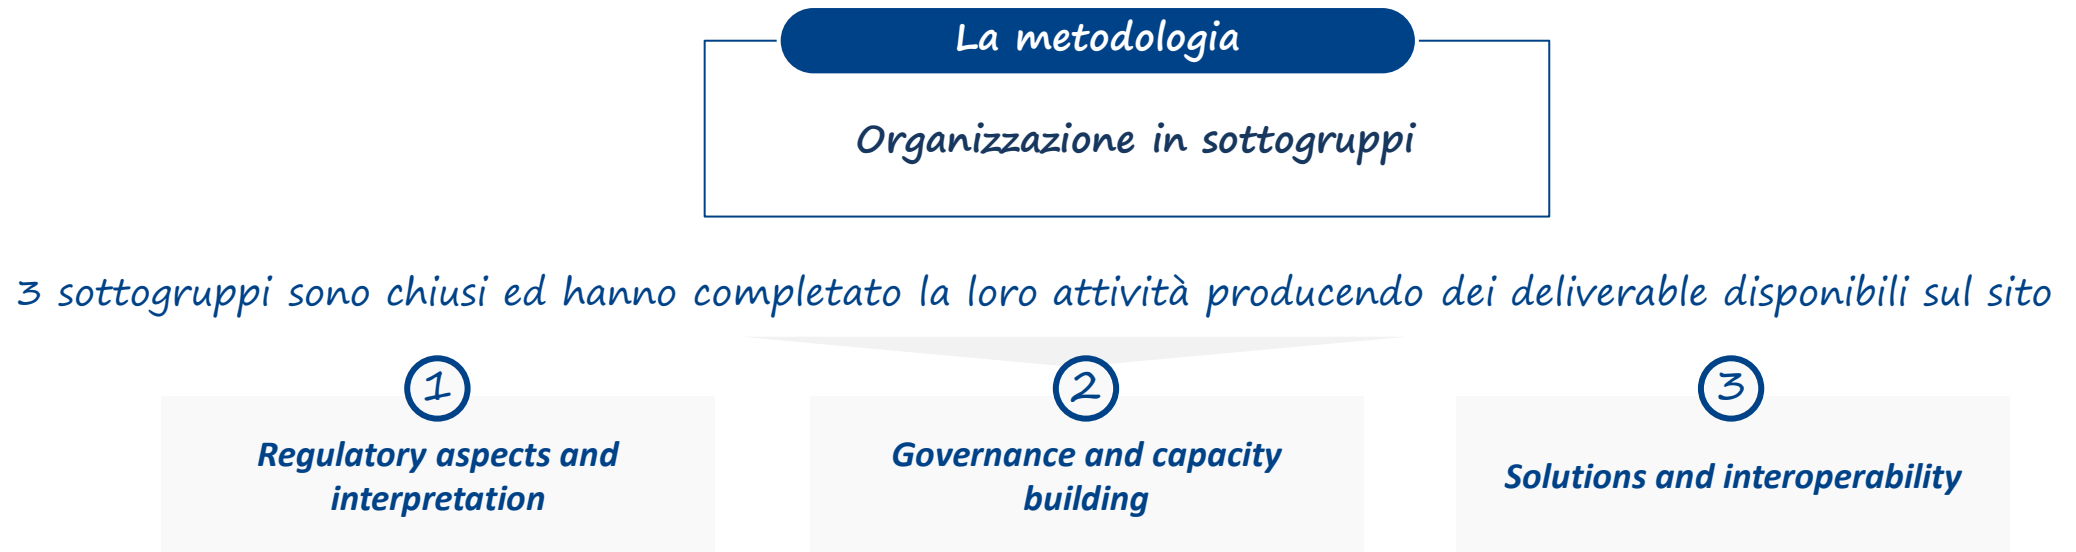 La metodologia
Organizzazione in sottogruppi
3 sottogruppi sono chiusi ed hanno completato la loro attività producendo dei deliverable disponibili sul sito
1
2
3
Regulatory aspects and
interpretation
Governance and capacity
building
Solutions and interoperability